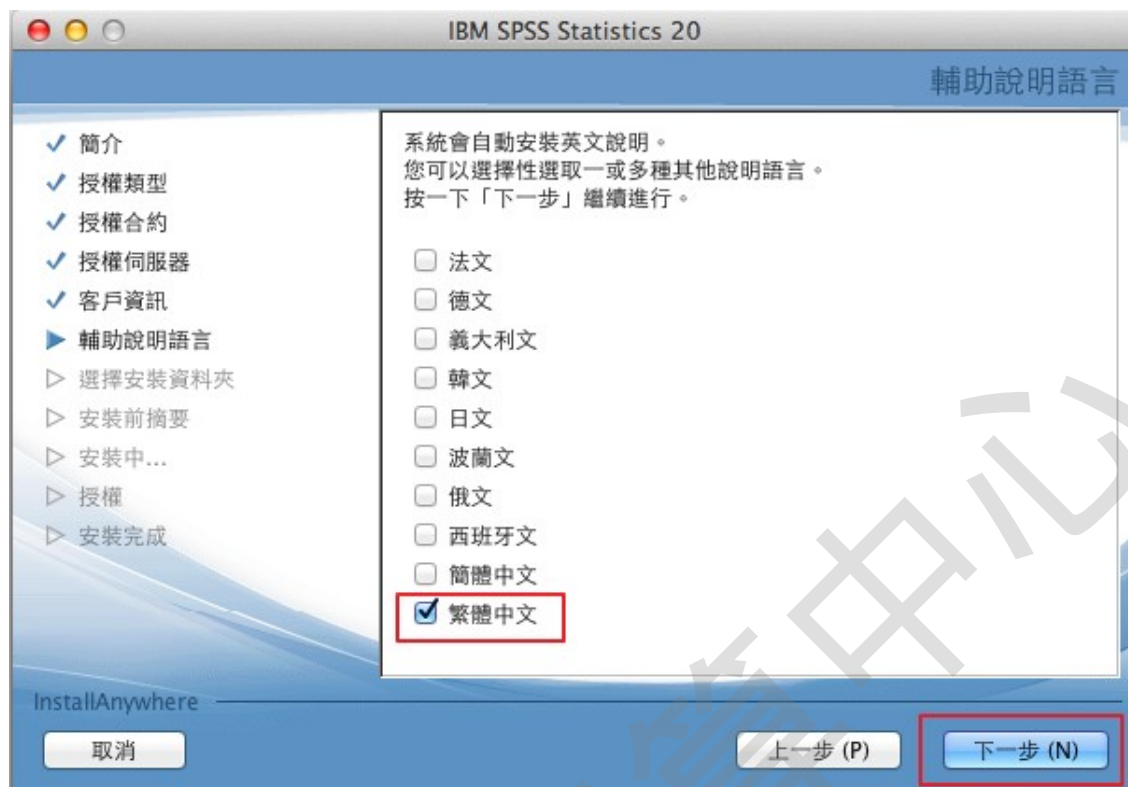 IBM SPSS Statistics 20
輔助說明語言
簡介
授權類型
授權合約
授權伺服器
客戶資訊
輔助說明語言
選擇安裝資料夾
安裝前摘要
安裝中...
授權
安裝完成
系統會自動安裝英文說明。
您可以選擇性選取一或多種其他說明語言。
按一下「下一步」繼續進行。
法文
德文
義大利文
韓文
日文
波蘭文
俄文
西班牙文
簡體中文
繁體中文
InstallAnywhere
取消
上一步 (P)
下一步 (N)
中心